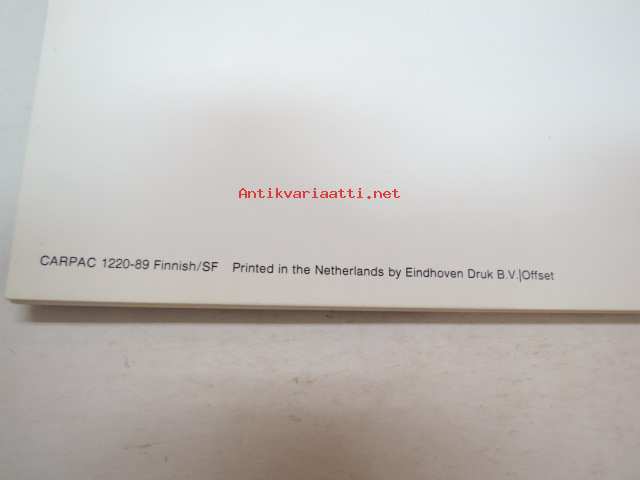 Antikvariaatti.net
CARPAC 1220-89 Finnish/SF Printed in the Netherlands by Eindhoven Druk B.V.|Offset